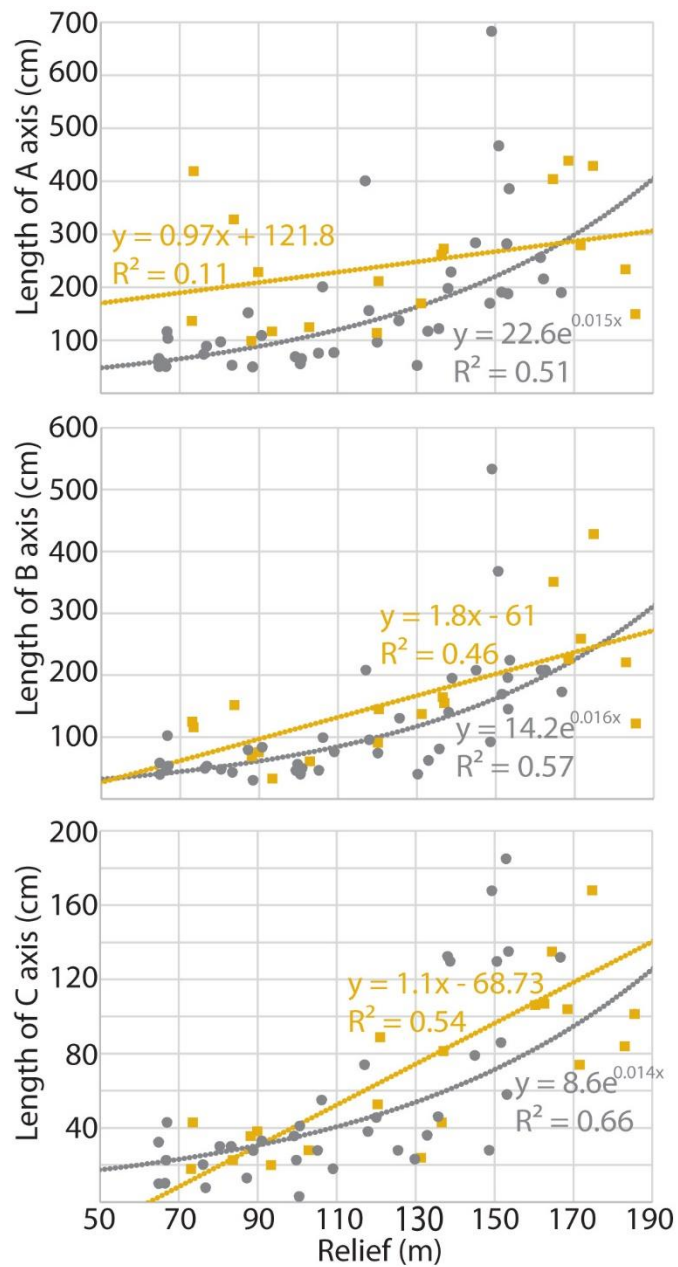 700
600
500
400
300
200
100
Length of A axis (cm)
y = 0.97x + 121.8
R² = 0.11
y = 22.6e^0.015x
R² = 0.51
600
500
400
300
200
100
Length of B axis (cm)
y = 1.8x - 61
R² = 0.46
y = 14.2e^0.016x
R² = 0.57
200
160
120
80
40
Length of C axis (cm)
y = 1.1x - 68.73
R² = 0.54
y = 8.6e^0.014x
R² = 0.66
50 70 90 110 130 150 170 190
Relief (m)